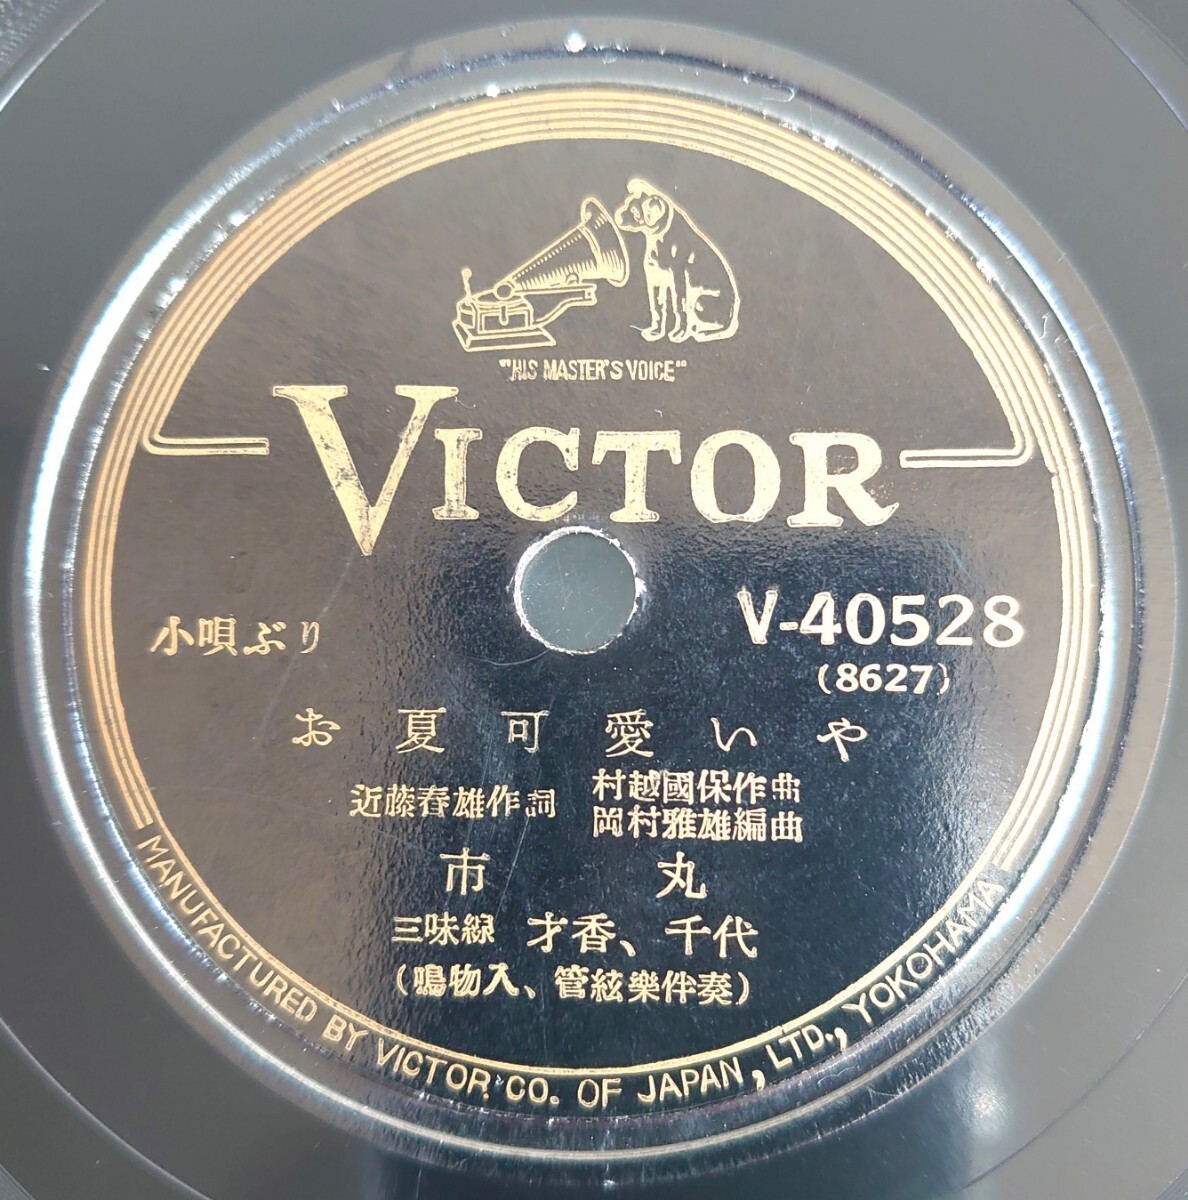 "HIS MASTER'S VOICE"
VICTOR
小唄ぶり
V-40528
(8627)
お夏可愛いや
近藤春雄作詞
村越國保作曲
岡村雅雄編曲
市丸
三味線 才香、千代
(鳴物入、管絃樂伴奏)
MANUFACTURED BY VICTOR CO. OF JAPAN, LTD., YOKOHAMA